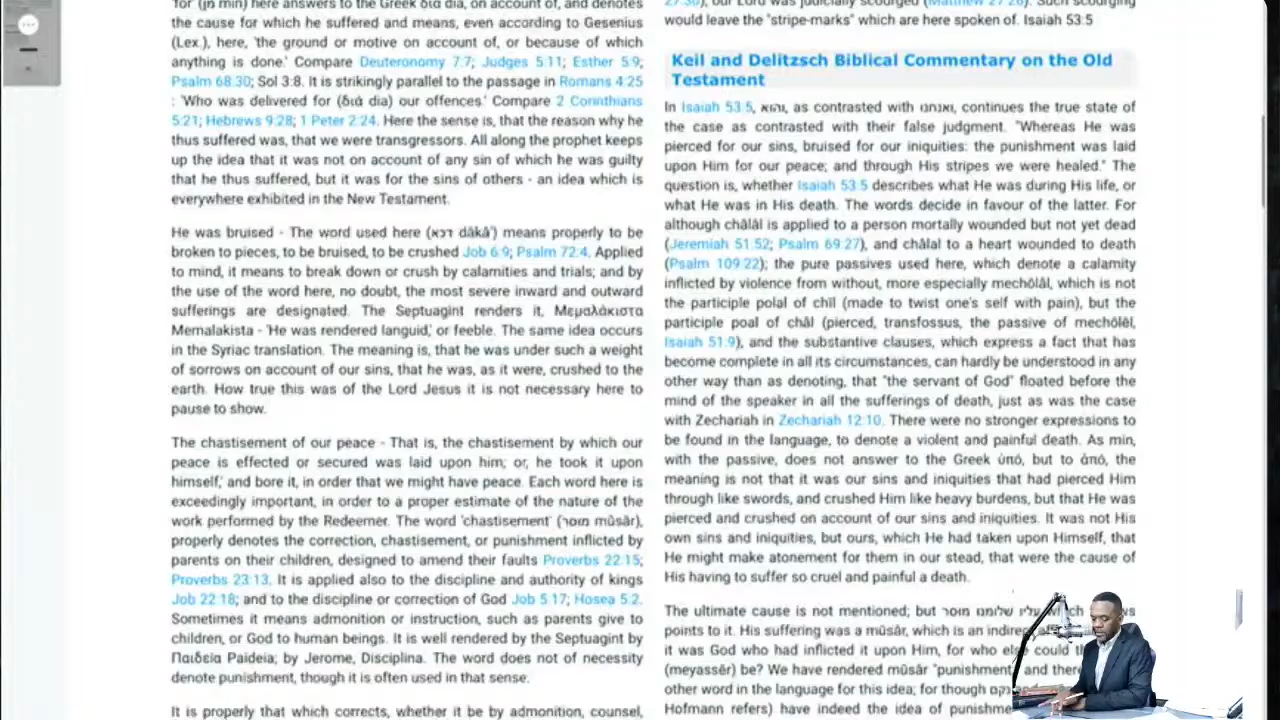 for' (מן min) here answers to the Greek διά dia, on account of, and denotes
the cause for which he suffered and means, even according to Gesenius
(Lex.), here, 'the ground or motive on account of, or because of which
anything is done.' Compare Deuteronomy 7:7; Judges 5:11; Esther 5:9;
Psalm 68:30; Sol 3:8. It is strikingly parallel to the passage in Romans 4:25
: 'Who was delivered for (διά dia) our offences.' Compare 2 Corinthians
5:21; Hebrews 9:28; 1 Peter 2:24. Here the sense is, that the reason why he
thus suffered was, that we were transgressors. All along the prophet keeps
up the idea that it was not on account of any sin of which he was guilty
that he thus suffered, but it was for the sins of others - an idea which is
everywhere exhibited in the New Testament.
He was bruised - The word used here (דכא dâkâ') means properly to be
broken to pieces, to be bruised, to be crushed Job 6:9; Psalm 72:4. Applied
to mind, it means to break down or crush by calamities and trials; and by
the use of the word here, no doubt, the most severe inward and outward
sufferings are designated. The Septuagint renders it, Μεμαλάκιστα
Memalakista - 'He was rendered languid,' or feeble. The same idea occurs
in the Syriac translation. The meaning is, that he was under such a weight
of sorrows on account of our sins, that he was, as it were, crushed to the
earth. How true this was of the Lord Jesus it is not necessary here to
pause to show.
The chastisement of our peace - That is, the chastisement by which our
peace is effected or secured was laid upon him; or, he took it upon
himself,' and bore it, in order that we might have peace. Each word here is
exceedingly important, in order to a proper estimate of the nature of the
work performed by the Redeemer. The word 'chastisement' (מוסר mûsâr),
properly denotes the correction, chastisement, or punishment inflicted by
parents on their children, designed to amend their faults Proverbs 22:15;
Proverbs 23:13. It is applied also to the discipline and authority of kings
Job 22:18; and to the discipline or correction of God Job 5:17; Hosea 5:2.
Sometimes it means admonition or instruction, such as parents give to
children, or God to human beings. It is well rendered by the Septuagint by
Παιδεία Paideia; by Jerome, Disciplina. The word does not of necessity
denote punishment, though it is often used in that sense.
It is properly that which corrects, whether it be by admonition, counsel,
27:30), our Lord was judicially scourged (Matthew 27:26). Such scourging
would leave the "stripe-marks" which are here spoken of. Isaiah 53:5
Keil and Delitzsch Biblical Commentary on the Old
Testament
In Isaiah 53:5, והוא, as contrasted with ואנחנו, continues the true state of
the case as contrasted with their false judgment. "Whereas He was
pierced for our sins, bruised for our iniquities: the punishment was laid
upon Him for our peace; and through His stripes we were healed." The
question is, whether Isaiah 53:5 describes what He was during His life, or
what He was in His death. The words decide in favour of the latter. For
although châlâl is applied to a person mortally wounded but not yet dead
(Jeremiah 51:52; Psalm 69:27), and châlal to a heart wounded to death
(Psalm 109:22); the pure passives used here, which denote a calamity
inflicted by violence from without, more especially mechōlâl, which is not
the participle polal of chīl (made to twist one's self with pain), but the
participle poal of châl (pierced, transfossus, the passive of mechōlēl,
Isaiah 51:9), and the substantive clauses, which express a fact that has
become complete in all its circumstances, can hardly be understood in any
other way than as denoting, that "the servant of God" floated before the
mind of the speaker in all the sufferings of death, just as was the case
with Zechariah in Zechariah 12:10. There were no stronger expressions to
be found in the language, to denote a violent and painful death. As min,
with the passive, does not answer to the Greek ὑπό, but to ἀπό, the
meaning is not that it was our sins and iniquities that had pierced Him
through like swords, and crushed Him like heavy burdens, but that He was
pierced and crushed on account of our sins and iniquities. It was not His
own sins and iniquities, but ours, which He had taken upon Himself, that
He might make atonement for them in our stead, that were the cause of
His having to suffer so cruel and painful a death.
The ultimate cause is not mentioned; but מוסר שלומנו עליו
points to it. His suffering was a mūsâr, which is an
it was God who had inflicted it upon Him, for who could
(meyassēr) be? We have rendered mūsâr "punishment and
other word in the language for this idea; for though
Hofmann refers) have indeed the idea of